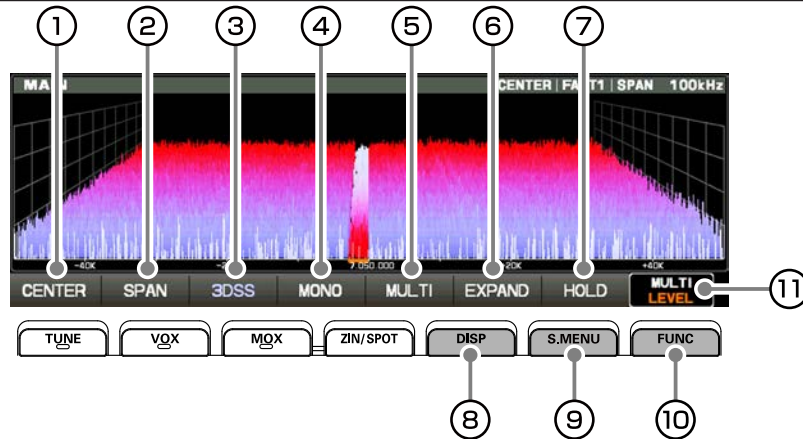 ① ② ③ ④ ⑤ ⑥ ⑦
MAIN CENTER | FAST1 | SPAN 100kHz
-40K 7 050 000 +20K +40K
CENTER SPAN 3DSS MONO MULTI EXPAND HOLD MULTI
LEVEL
⑪
TUNE VOX MOX ZIN/SPOT DISP S.MENU FUNC
⑧ ⑨ ⑩